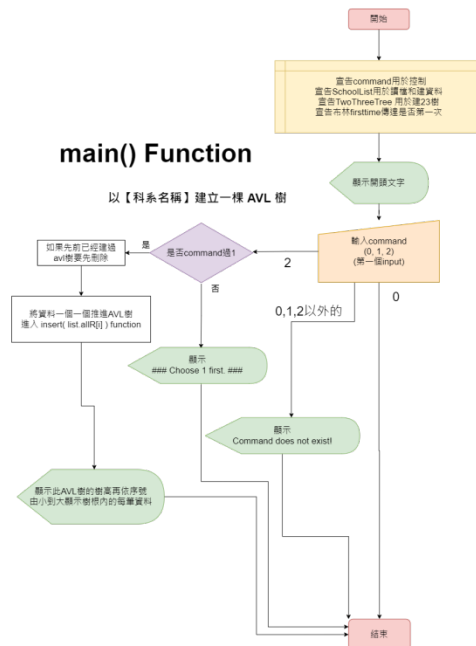 開始
宣告command用於控制
宣告SchoolList用於讀檔和建資料
宣告TwoThreeTree 用於建23樹
宣告布林firsttime傳達是否第一次
main() Function
顯示開頭文字
以【科系名稱】建立一棵 AVL 樹
如果先前已經建過
avl樹要先刪除
是
是否command過1
2
輸入command
(0, 1, 2)
(第一個input)
0
否
0,1,2以外的
將資料一個一個推進AVL樹
進入 insert( list.allR[i] ) function
顯示
### Choose 1 first. ###
顯示
Command does not exist!
顯示此AVL樹的樹高再依序號
由小到大顯示樹根內的每筆資料
結束